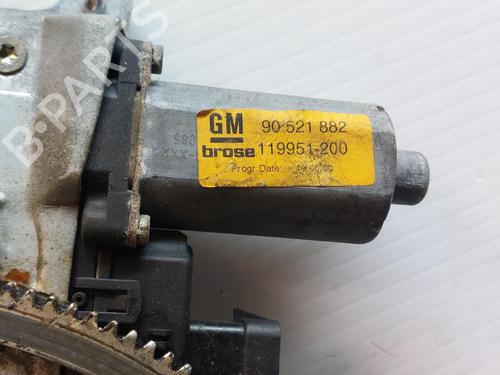 B-PARTS
GM 90 521 882
brose 119951-200
Progr.Date: